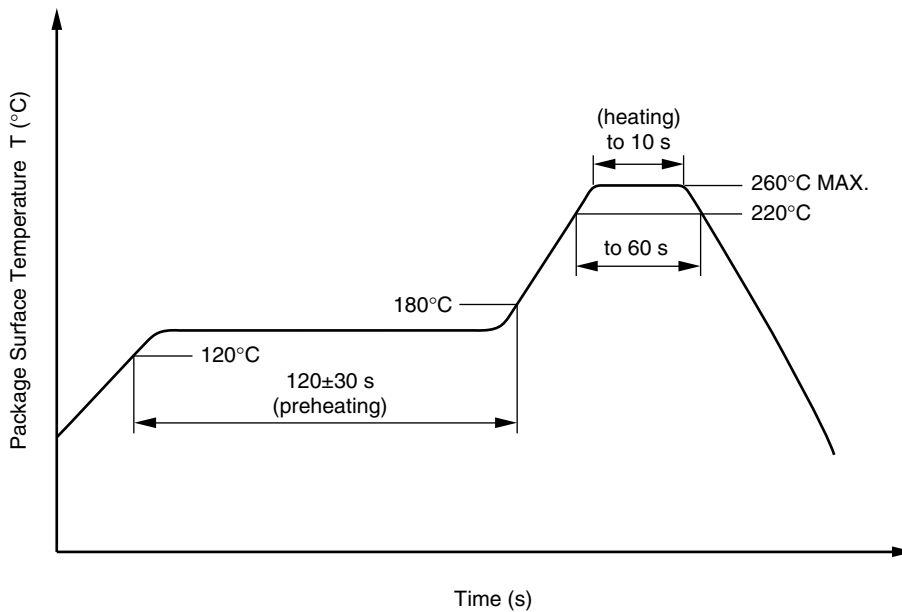 Package Surface Temperature T (°C)
(heating)
to 10 s
260°C MAX.
220°C
to 60 s
180°C
120°C
120±30 s
(preheating)
Time (s)